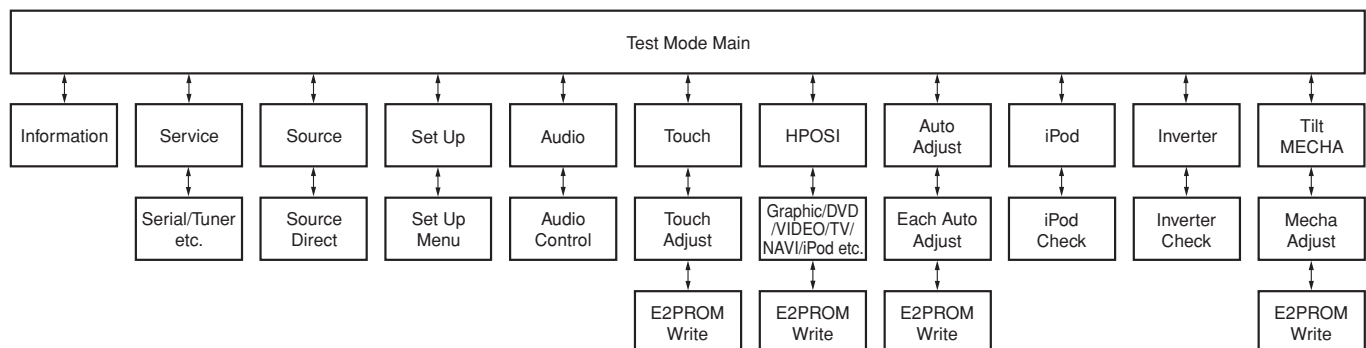 Test Mode Main
Information
Service
Source
Set Up
Audio
Touch
HPOSI
Auto
Adjust
iPod
Inverter
Tilt
MECHA
Serial/Tuner
etc.
Source
Direct
Set Up
Menu
Audio
Control
Touch
Adjust
Graphic/DVD
/VIDEO/TV/
NAVI/iPod etc.
Each Auto
Adjust
iPod
Check
Inverter
Check
Mecha
Adjust
E2PROM
Write
E2PROM
Write
E2PROM
Write
E2PROM
Write